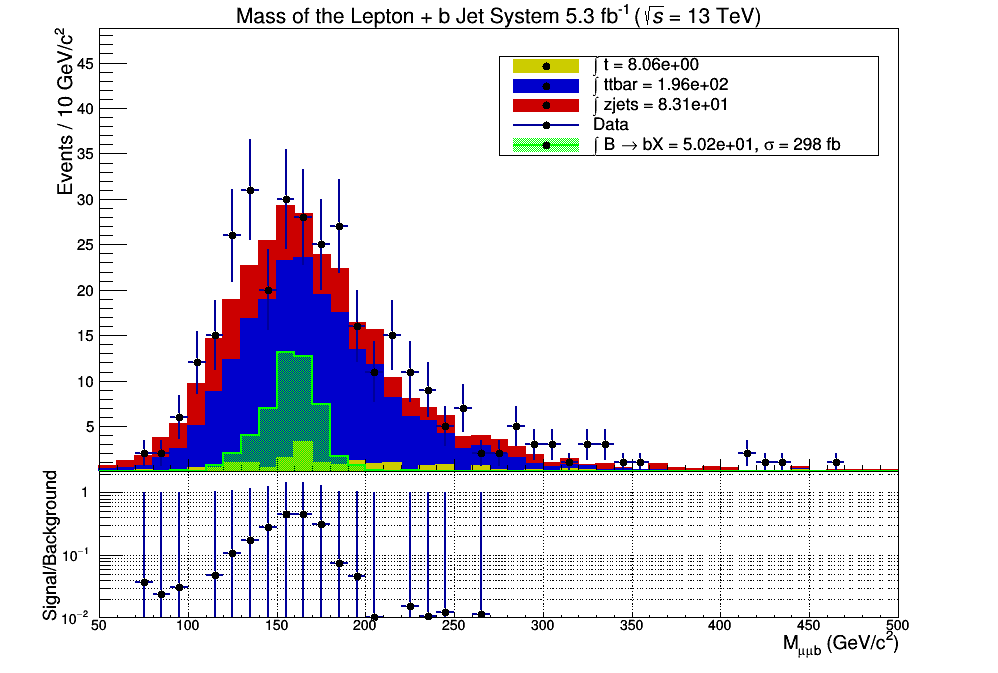 Mass of the Lepton + b Jet System 5.3 fb⁻¹ (√s = 13 TeV)
Events / 10 GeV/c²
45
40
35
30
25
20
15
10
5
∫ t = 8.06e+00
∫ ttbar = 1.96e+02
∫ zjets = 8.31e+01
Data
∫ B → bX = 5.02e+01, σ = 298 fb
Signal/Background
1
10⁻¹
10⁻²
50 100 150 200 250 300 350 400 450 500
M_μμb (GeV/c²)